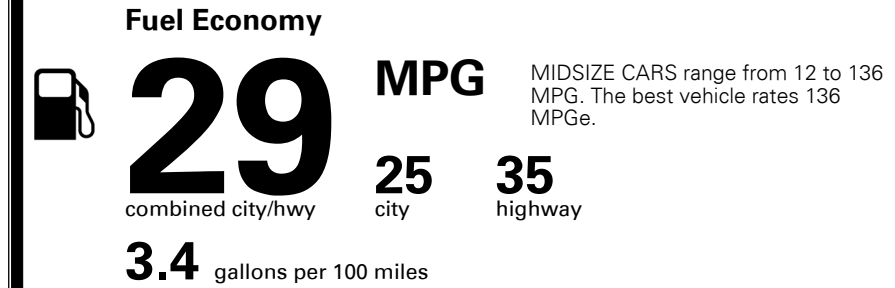 Fuel Economy
29 MPG
MIDSIZE CARS range from 12 to 136
MPG. The best vehicle rates 136
MPGe.
combined city/hwy
25
city
35
highway
3.4 gallons per 100 miles